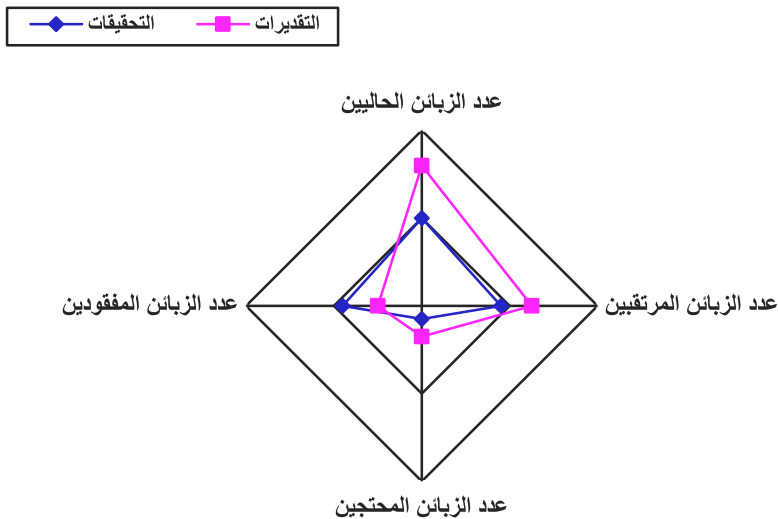 التقديرات
التحقيقات
عدد الزبائن الحاليين
عدد الزبائن المرتقبين
عدد الزبائن المفقودين
عدد الزبائن المحتجين